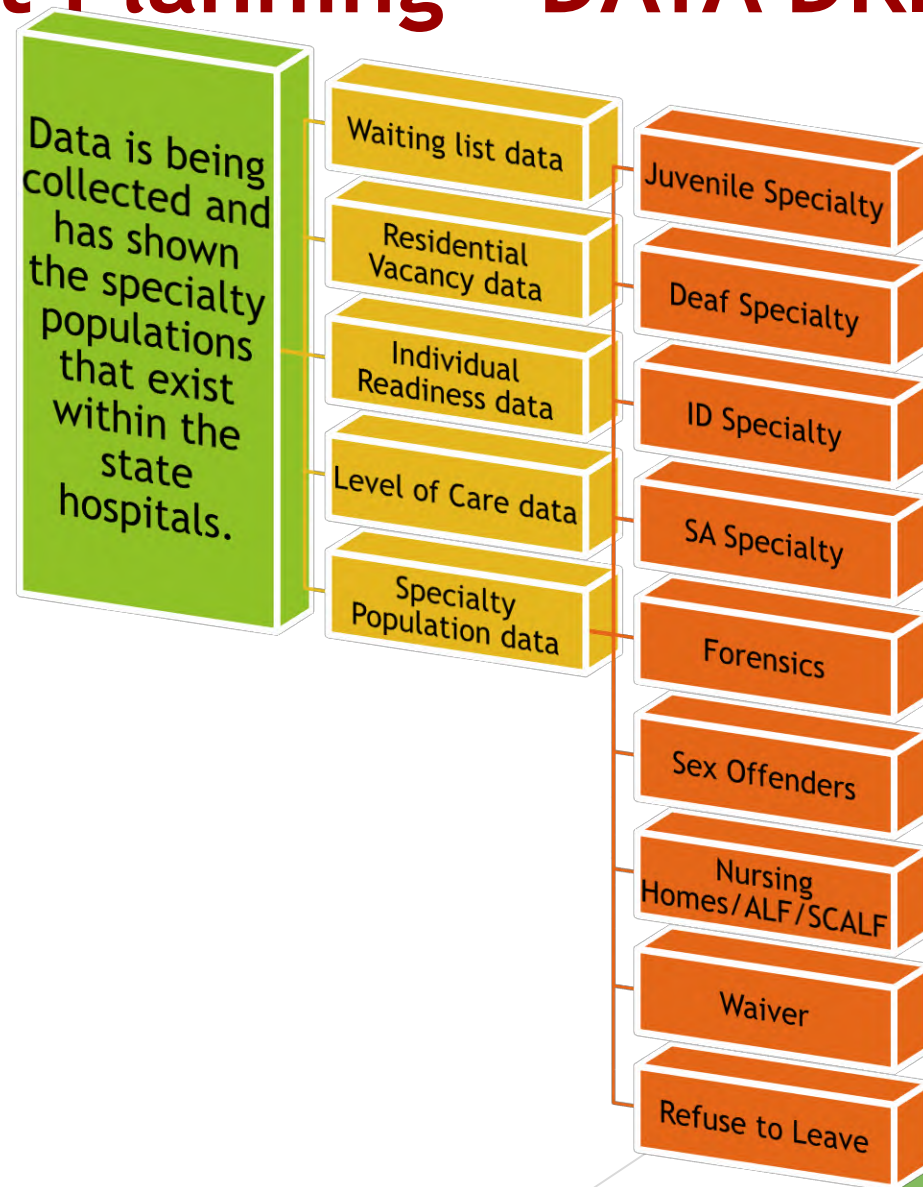 Planning – DATA
Data is being
collected and
has shown
the specialty
populations
that exist
within the
state
hospitals.
Waiting list data
Residential
Vacancy data
Individual
Readiness data
Level of Care data
Specialty
Population data
Juvenile Specialty
Deaf Specialty
ID Specialty
SA Specialty
Forensics
Sex Offenders
Nursing
Homes/ALF/SCALF
Waiver
Refuse to Leave